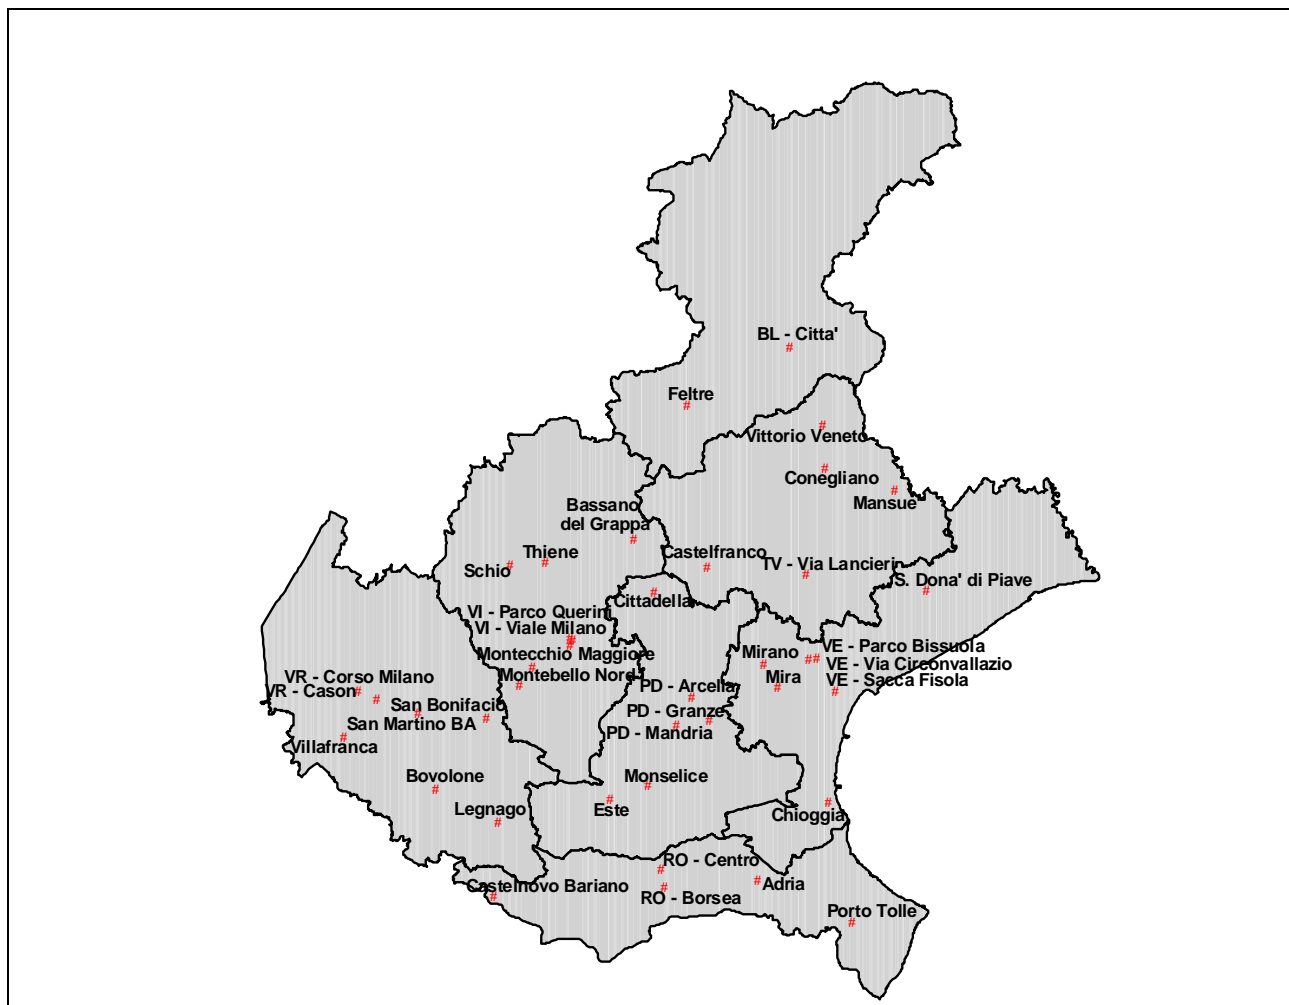 BL - Citta'
Feltre
Vittorio Veneto
Conegliano
Mansue'
Bassano
del Grappa
Thiene
Schio
Castelfranco
TV - Via Lancieri
S. Dona' di Piave
Cittadella
VI - Parco Querini
VI - Viale Milano
Montecchio Maggiore
Montebello Nord
Mirano
Mira
VE - Parco Bissuola
VE - Via Circonvallazio
VE - Sacca Fisola
VR - Corso Milano
VR - Cason
San Bonifacio
San Martino BA
Villafranca
PD - Arcella
PD - Granze
PD - Mandria
Bovolone
Legnago
Monselice
Este
Chioggia
RO - Centro
RO - Borsea
Adria
Castelnovo Bariano
Porto Tolle